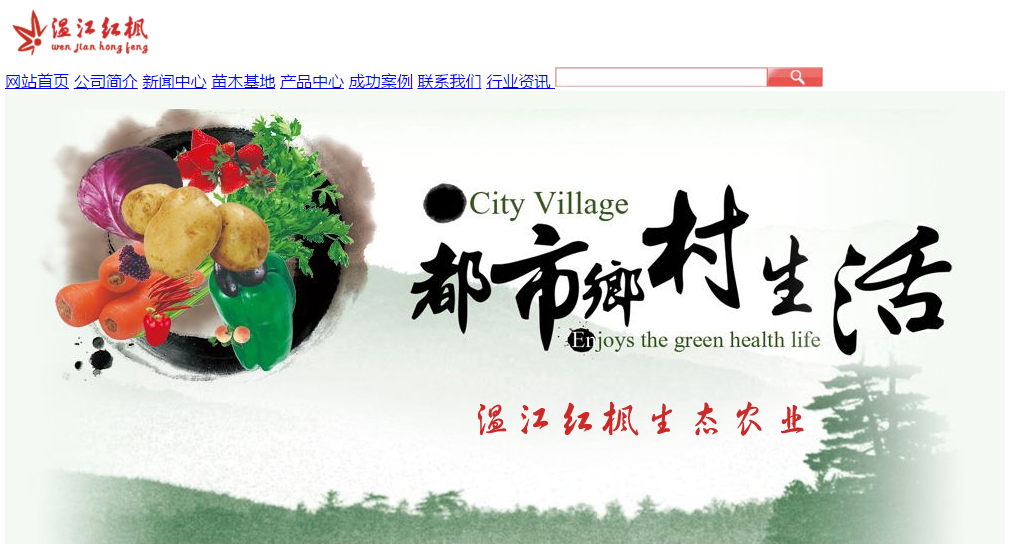 温江红枫
wen jian hong feng
网站首页 公司简介 新闻中心 苗木基地 产品中心 成功案例 联系我们 行业资讯
City Village
都市鄉村生活
Enjoys the green health life
温江红枫生态农业